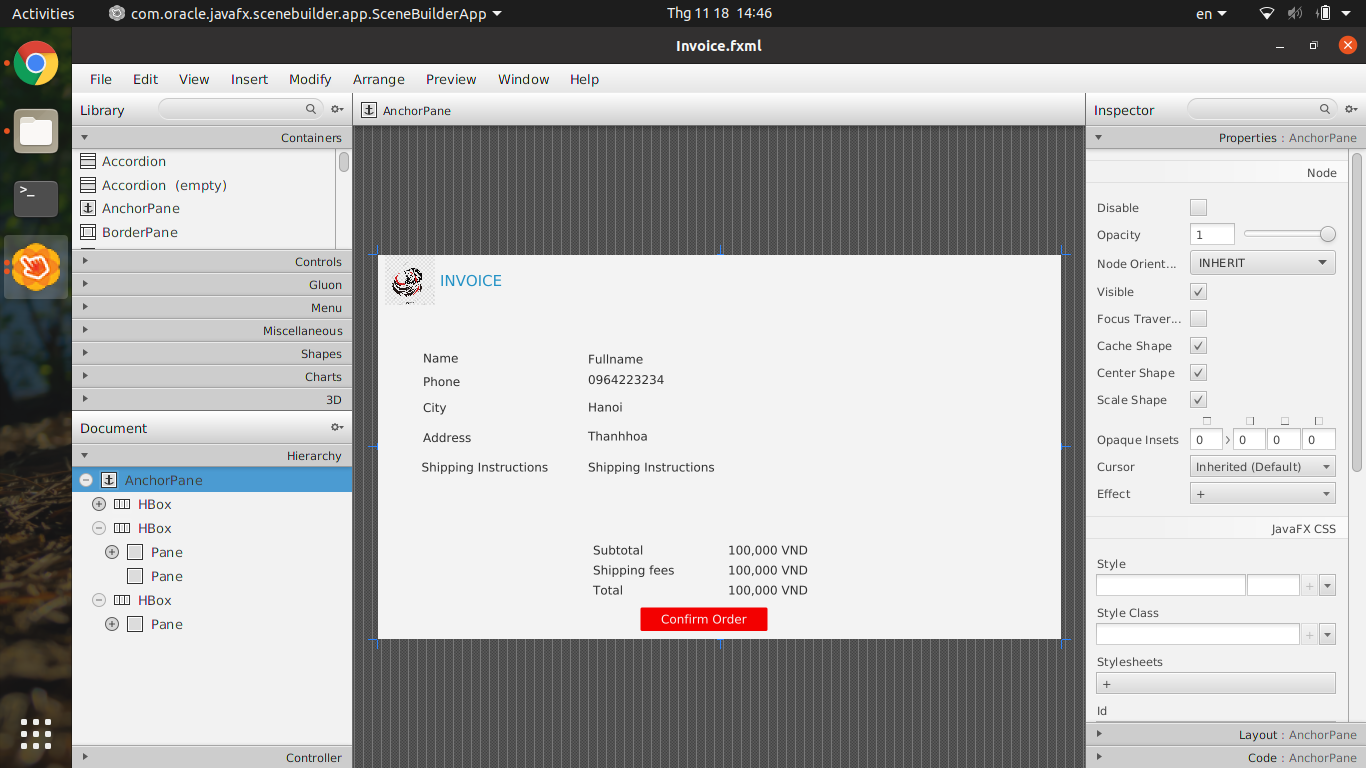 Activities com.oracle.javafx.scenebuilder.app.SceneBuilderApp Thg 11 18 14:46 en
Invoice.fxml
File Edit View Insert Modify Arrange Preview Window Help
Library
Containers
Accordion
Accordion (empty)
AnchorPane
BorderPane
Controls
Gluon
Menu
Miscellaneous
Shapes
Charts
3D
Document
Hierarchy
AnchorPane
HBox
HBox
Pane
Pane
HBox
Pane
Controller
AnchorPane
INVOICE
Name Fullname
Phone 0964223234
City Hanoi
Address Thanhhoa
Shipping Instructions Shipping Instructions
Subtotal 100,000 VND
Shipping fees 100,000 VND
Total 100,000 VND
Confirm Order
Inspector
Properties : AnchorPane
Node
Disable
Opacity 1
Node Orient... INHERIT
Visible
Focus Traver...
Cache Shape
Center Shape
Scale Shape
Opaque Insets 0 0 0 0
Cursor Inherited (Default)
Effect +
JavaFX CSS
Style
+
Style Class
+
Stylesheets
+
Id
Layout : AnchorPane
Code : AnchorPane